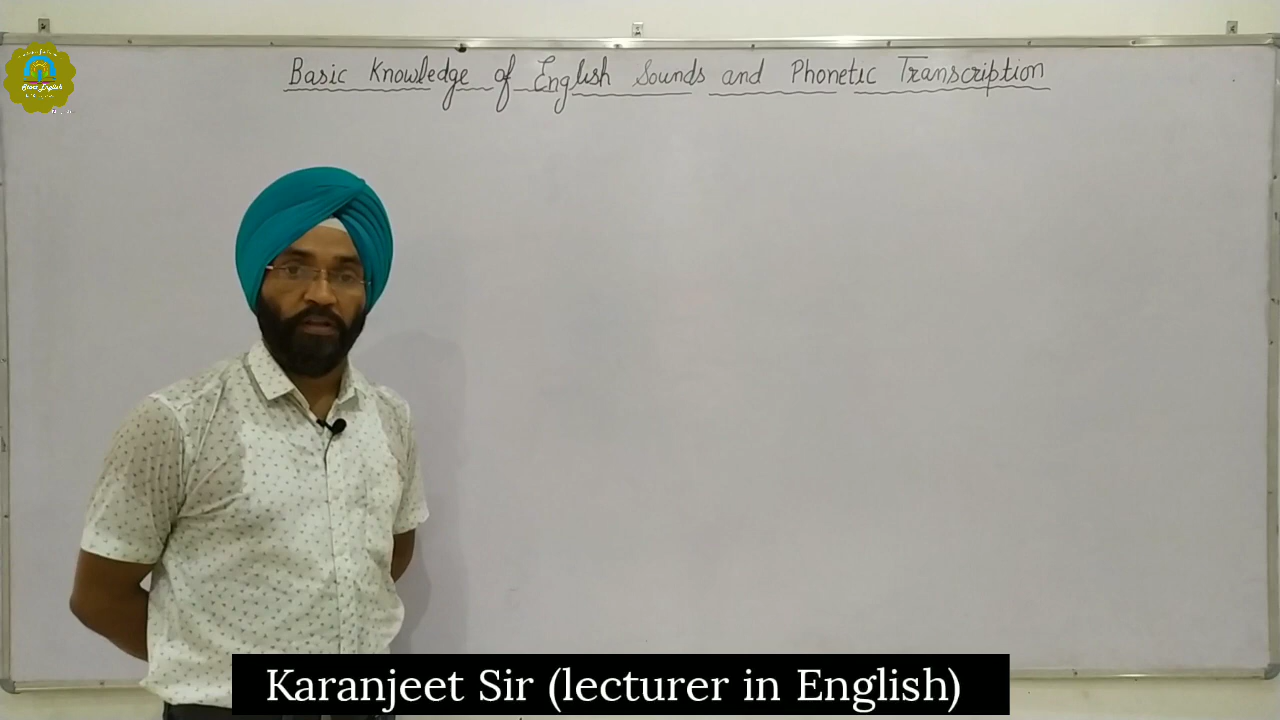 Basic Knowledge of English Sounds and Phonetic Transcription
Karanjeet Sir (lecturer in English)